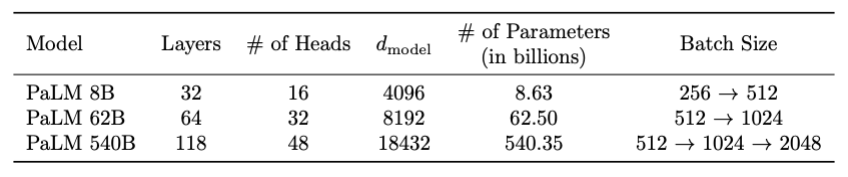 Model Layers # of Heads d_model # of Parameters (in billions) Batch Size
PaLM 8B 32 16 4096 8.63 256 → 512
PaLM 62B 64 32 8192 62.50 512 → 1024
PaLM 540B 118 48 18432 540.35 512 → 1024 → 2048